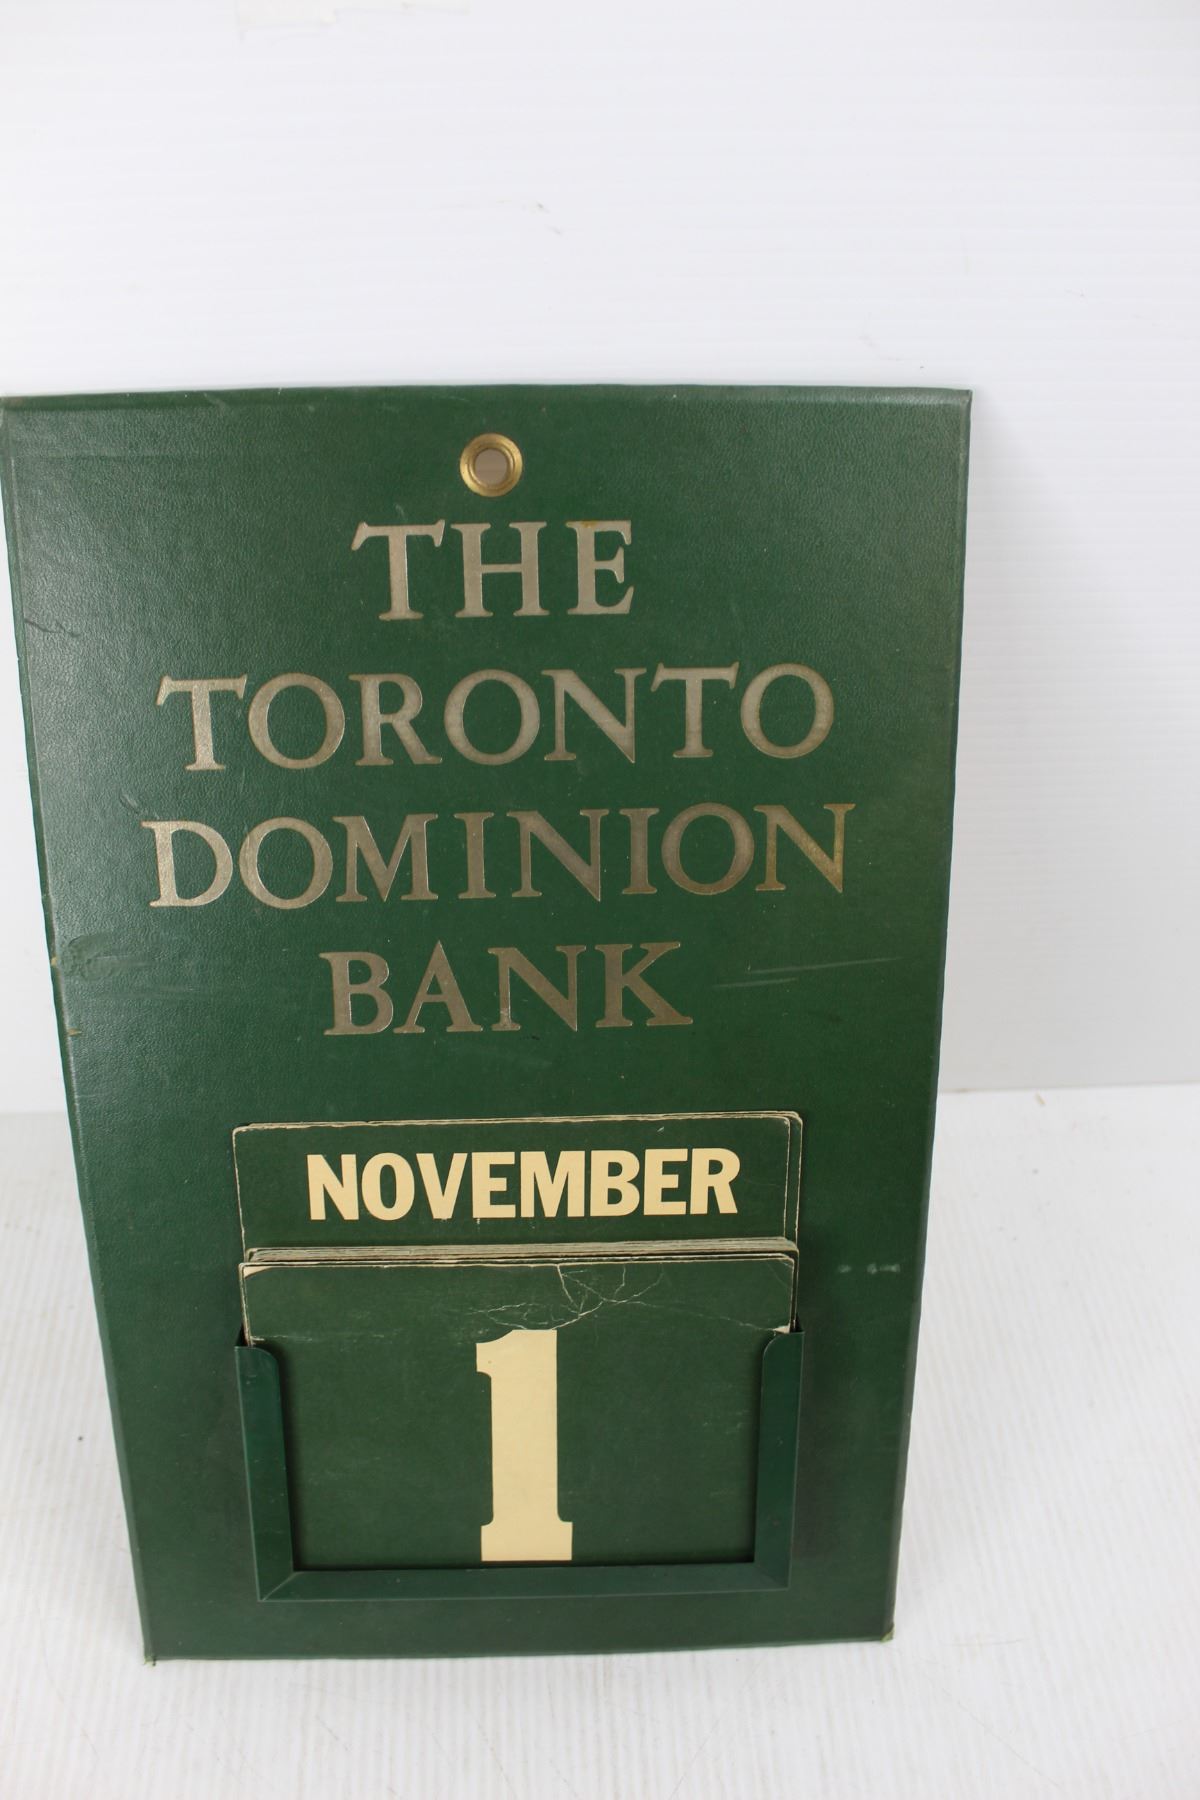 THE
TORONTO
DOMINION
BANK
NOVEMBER
1